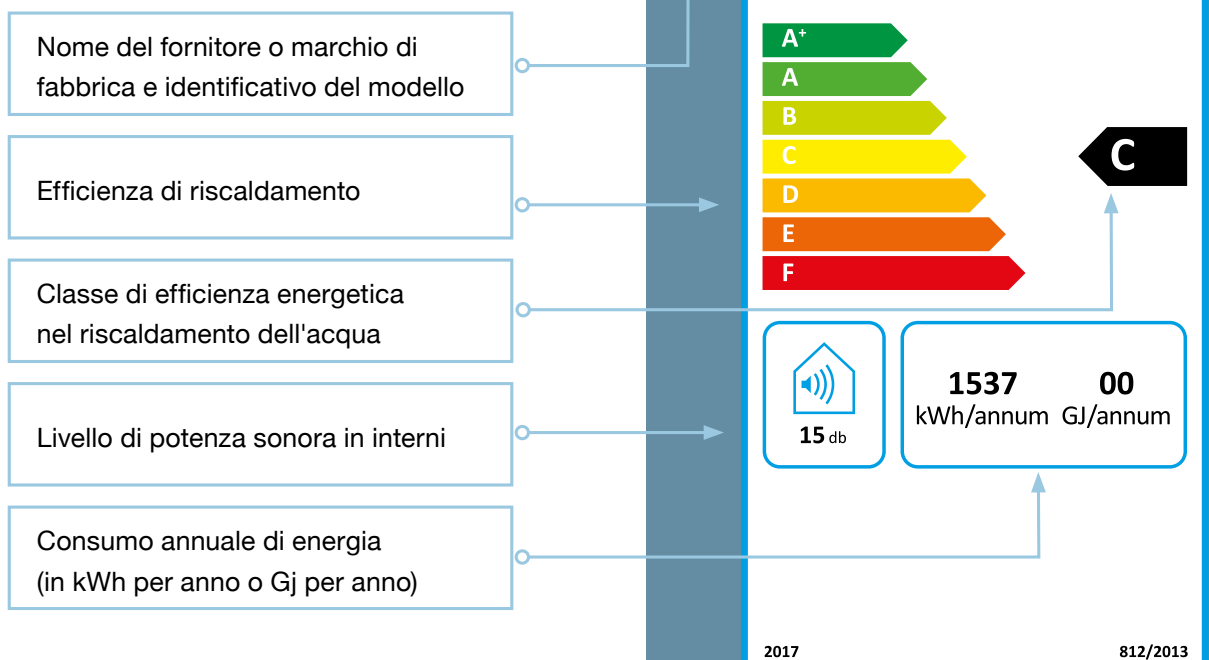 Nome del fornitore o marchio di
fabbrica e identificativo del modello
Efficienza di riscaldamento
Classe di efficienza energetica
nel riscaldamento dell'acqua
Livello di potenza sonora in interni
Consumo annuale di energia
(in kWh per anno o Gj per anno)
A+
A
B
C
D
E
F
C
15 db
1537 00
kWh/annum GJ/annum
2017 812/2013